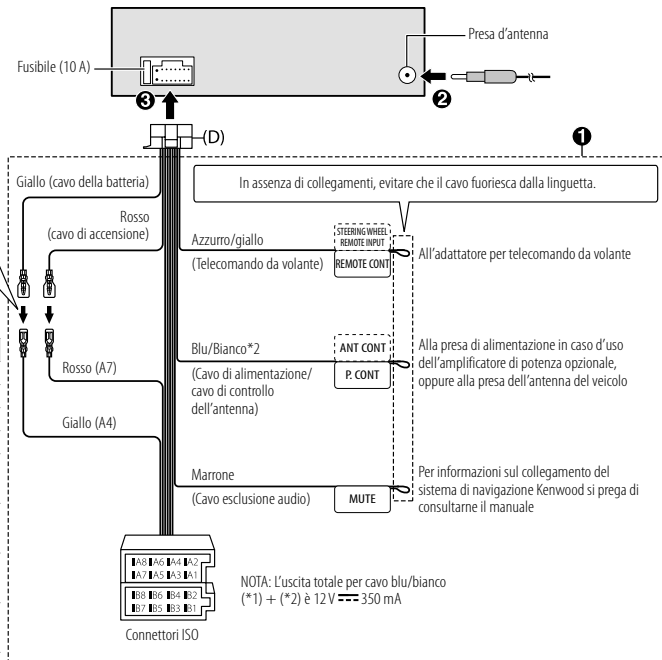 Presa d'antenna
Fusibile (10 A)
❸
❷
(D)
❶
Giallo (cavo della batteria)
In assenza di collegamenti, evitare che il cavo fuoriesca dalla linguetta.
Rosso
(cavo di accensione)
Azzurro/giallo
(Telecomando da volante)
STEERING WHEEL
REMOTE INPUT
REMOTE CONT
All'adattatore per telecomando da volante
Blu/Bianco*2
(Cavo di alimentazione/
cavo di controllo
dell'antenna)
ANT CONT
P. CONT
Alla presa di alimentazione in caso d'uso
dell'amplificatore di potenza opzionale,
oppure alla presa dell'antenna del veicolo
Rosso (A7)
Giallo (A4)
Marrone
(Cavo esclusione audio)
MUTE
Per informazioni sul collegamento del
sistema di navigazione Kenwood si prega di
consultarne il manuale
A8 A6 A4 A2
A7 A5 A3 A1
B8 B6 B4 B2
B7 B5 B3 B1
Connettori ISO
NOTA: L'uscita totale per cavo blu/bianco
(*1) + (*2) è 12 V ⎓ 350 mA